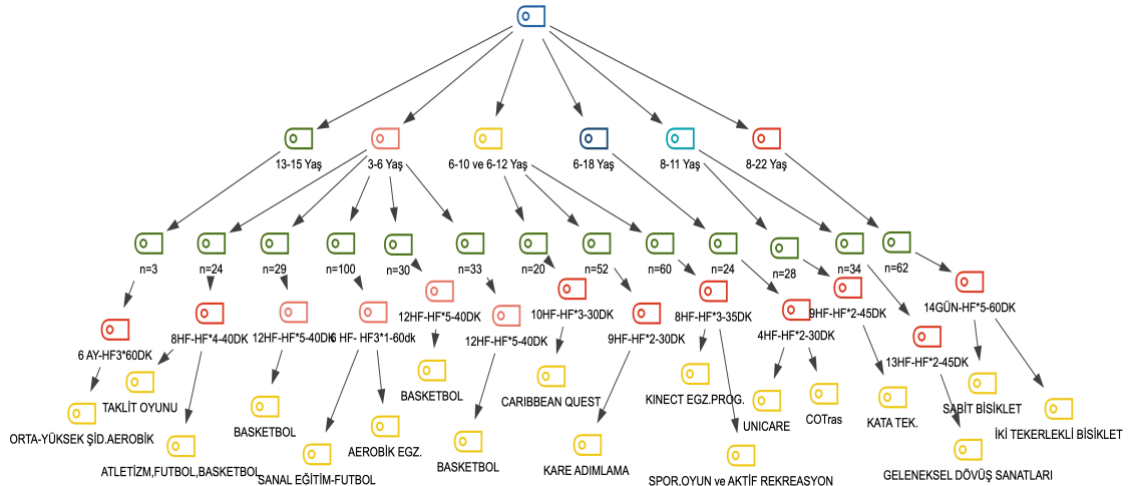 13-15 Yaş
3-6 Yaş
6-10 ve 6-12 Yaş
6-18 Yaş
8-11 Yaş
8-22 Yaş
n=3
n=24
n=29
n=100
n=30
n=33
n=20
n=52
n=60
n=24
n=28
n=34
n=62
6 AY-HF3*60DK
8HF-HF*4-40DK
12HF-HF*5-40DK
6 HF- HF3*1-60dk
12HF-HF*5-40DK
12HF-HF*5-40DK
10HF-HF*3-30DK
9HF-HF*2-30DK
8HF-HF*3-35DK
4HF-HF*2-30DK
9HF-HF*2-45DK
13HF-HF*2-45DK
14GÜN-HF*5-60DK
ORTA-YÜKSEK ŞİD.AEROBİK
TAKLİT OYUNU
ATLETİZM,FUTBOL,BASKETBOL
BASKETBOL
SANAL EĞİTİM-FUTBOL
AEROBİK EGZ.
BASKETBOL
BASKETBOL
CARIBBEAN QUEST
KARE ADIMLAMA
KINECT EGZ.PROG.
SPOR,OYUN ve AKTİF REKREASYON
UNICARE
COTras
KATA TEK.
GELENEKSEL DÖVÜŞ SANATLARI
SABİT BİSİKLET
İKİ TEKERLEKLİ BİSİKLET